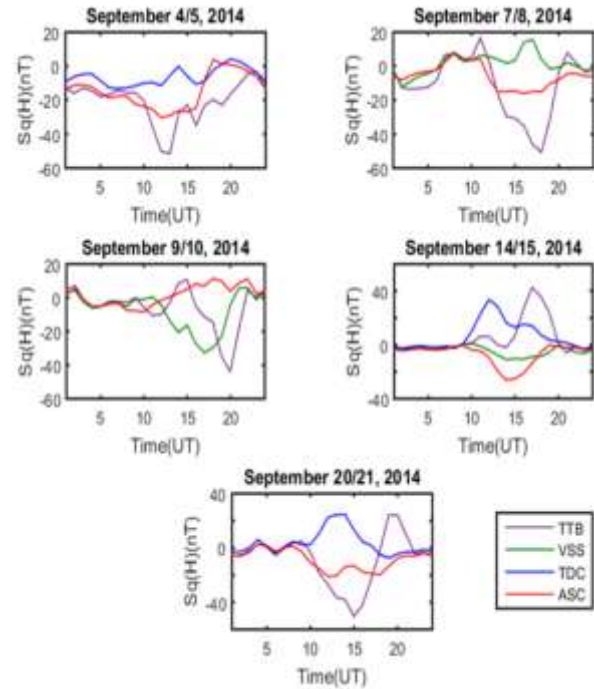 September 4/5, 2014
Sq(H)(nT)
20
0
-20
-40
-60
5 10 15 20
Time(UT)
September 7/8, 2014
Sq(H)(nT)
20
0
-20
-40
-60
5 10 15 20
Time(UT)
September 9/10, 2014
Sq(H)(nT)
20
0
-20
-40
-60
5 10 15 20
Time(UT)
September 14/15, 2014
Sq(H)(nT)
40
0
-40
5 10 15 20
Time(UT)
September 20/21, 2014
Sq(H)(nT)
40
0
-40
5 10 15 20
Time(UT)
TTB
VSS
TDC
ASC